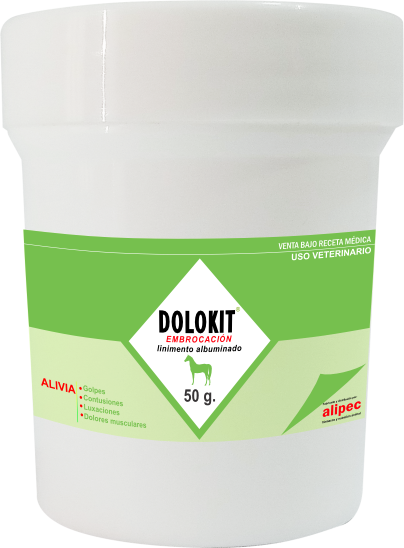 VENTA BAJO RECETA MÉDICA
USO VETERINARIO
DOLOKIT®
EMBROCACIÓN
linimento albuminado
50 g.
ALIVIA
•Golpes
•Contusiones
•Luxaciones
•Dolores musculares
alipec